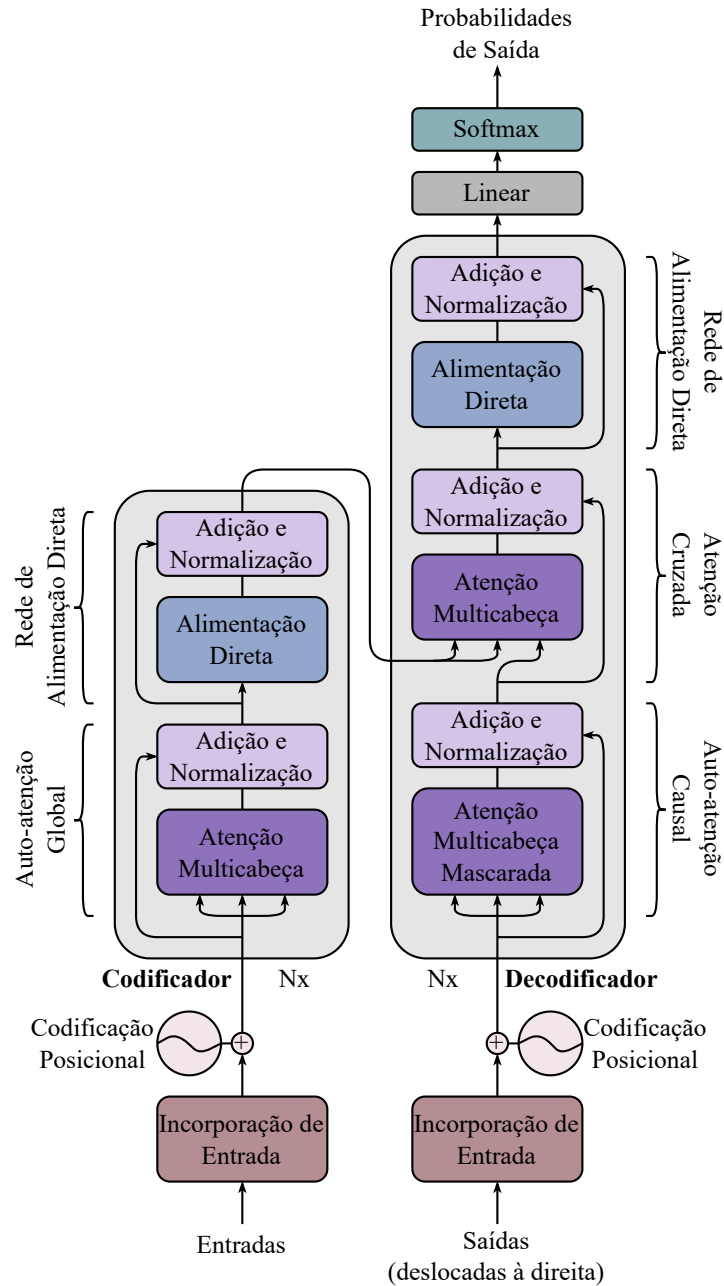 Probabilidades
de Saída
Softmax
Linear
Adição e
Normalização
Alimentação
Direta
Rede de
Alimentação Direta
Adição e
Normalização
Atenção
Multicabeça
Atenção
Cruzada
Adição e
Normalização
Atenção
Multicabeça
Mascarada
Auto-atenção
Causal
Adição e
Normalização
Alimentação
Direta
Rede de
Alimentação Direta
Adição e
Normalização
Atenção
Multicabeça
Auto-atenção
Global
Codificador Nx
Nx Decodificador
Codificação
Posicional
+
+
Codificação
Posicional
Incorporação de
Entrada
Incorporação de
Entrada
Entradas
Saídas
(deslocadas à direita)